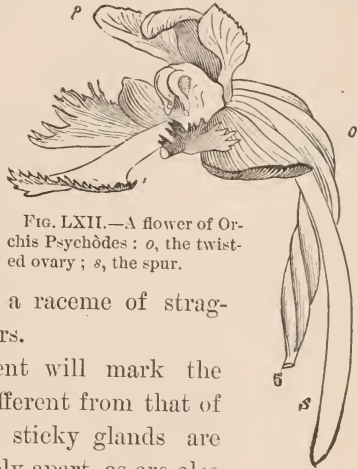 p
o
FIG. LXII.—A flower of Or-
chis Psychòdes : o, the twist-
ed ovary ; s, the spur.
a raceme of strag-
rs.
ent will mark the
fferent from that of
sticky glands are
ly apart, as are also
o
s